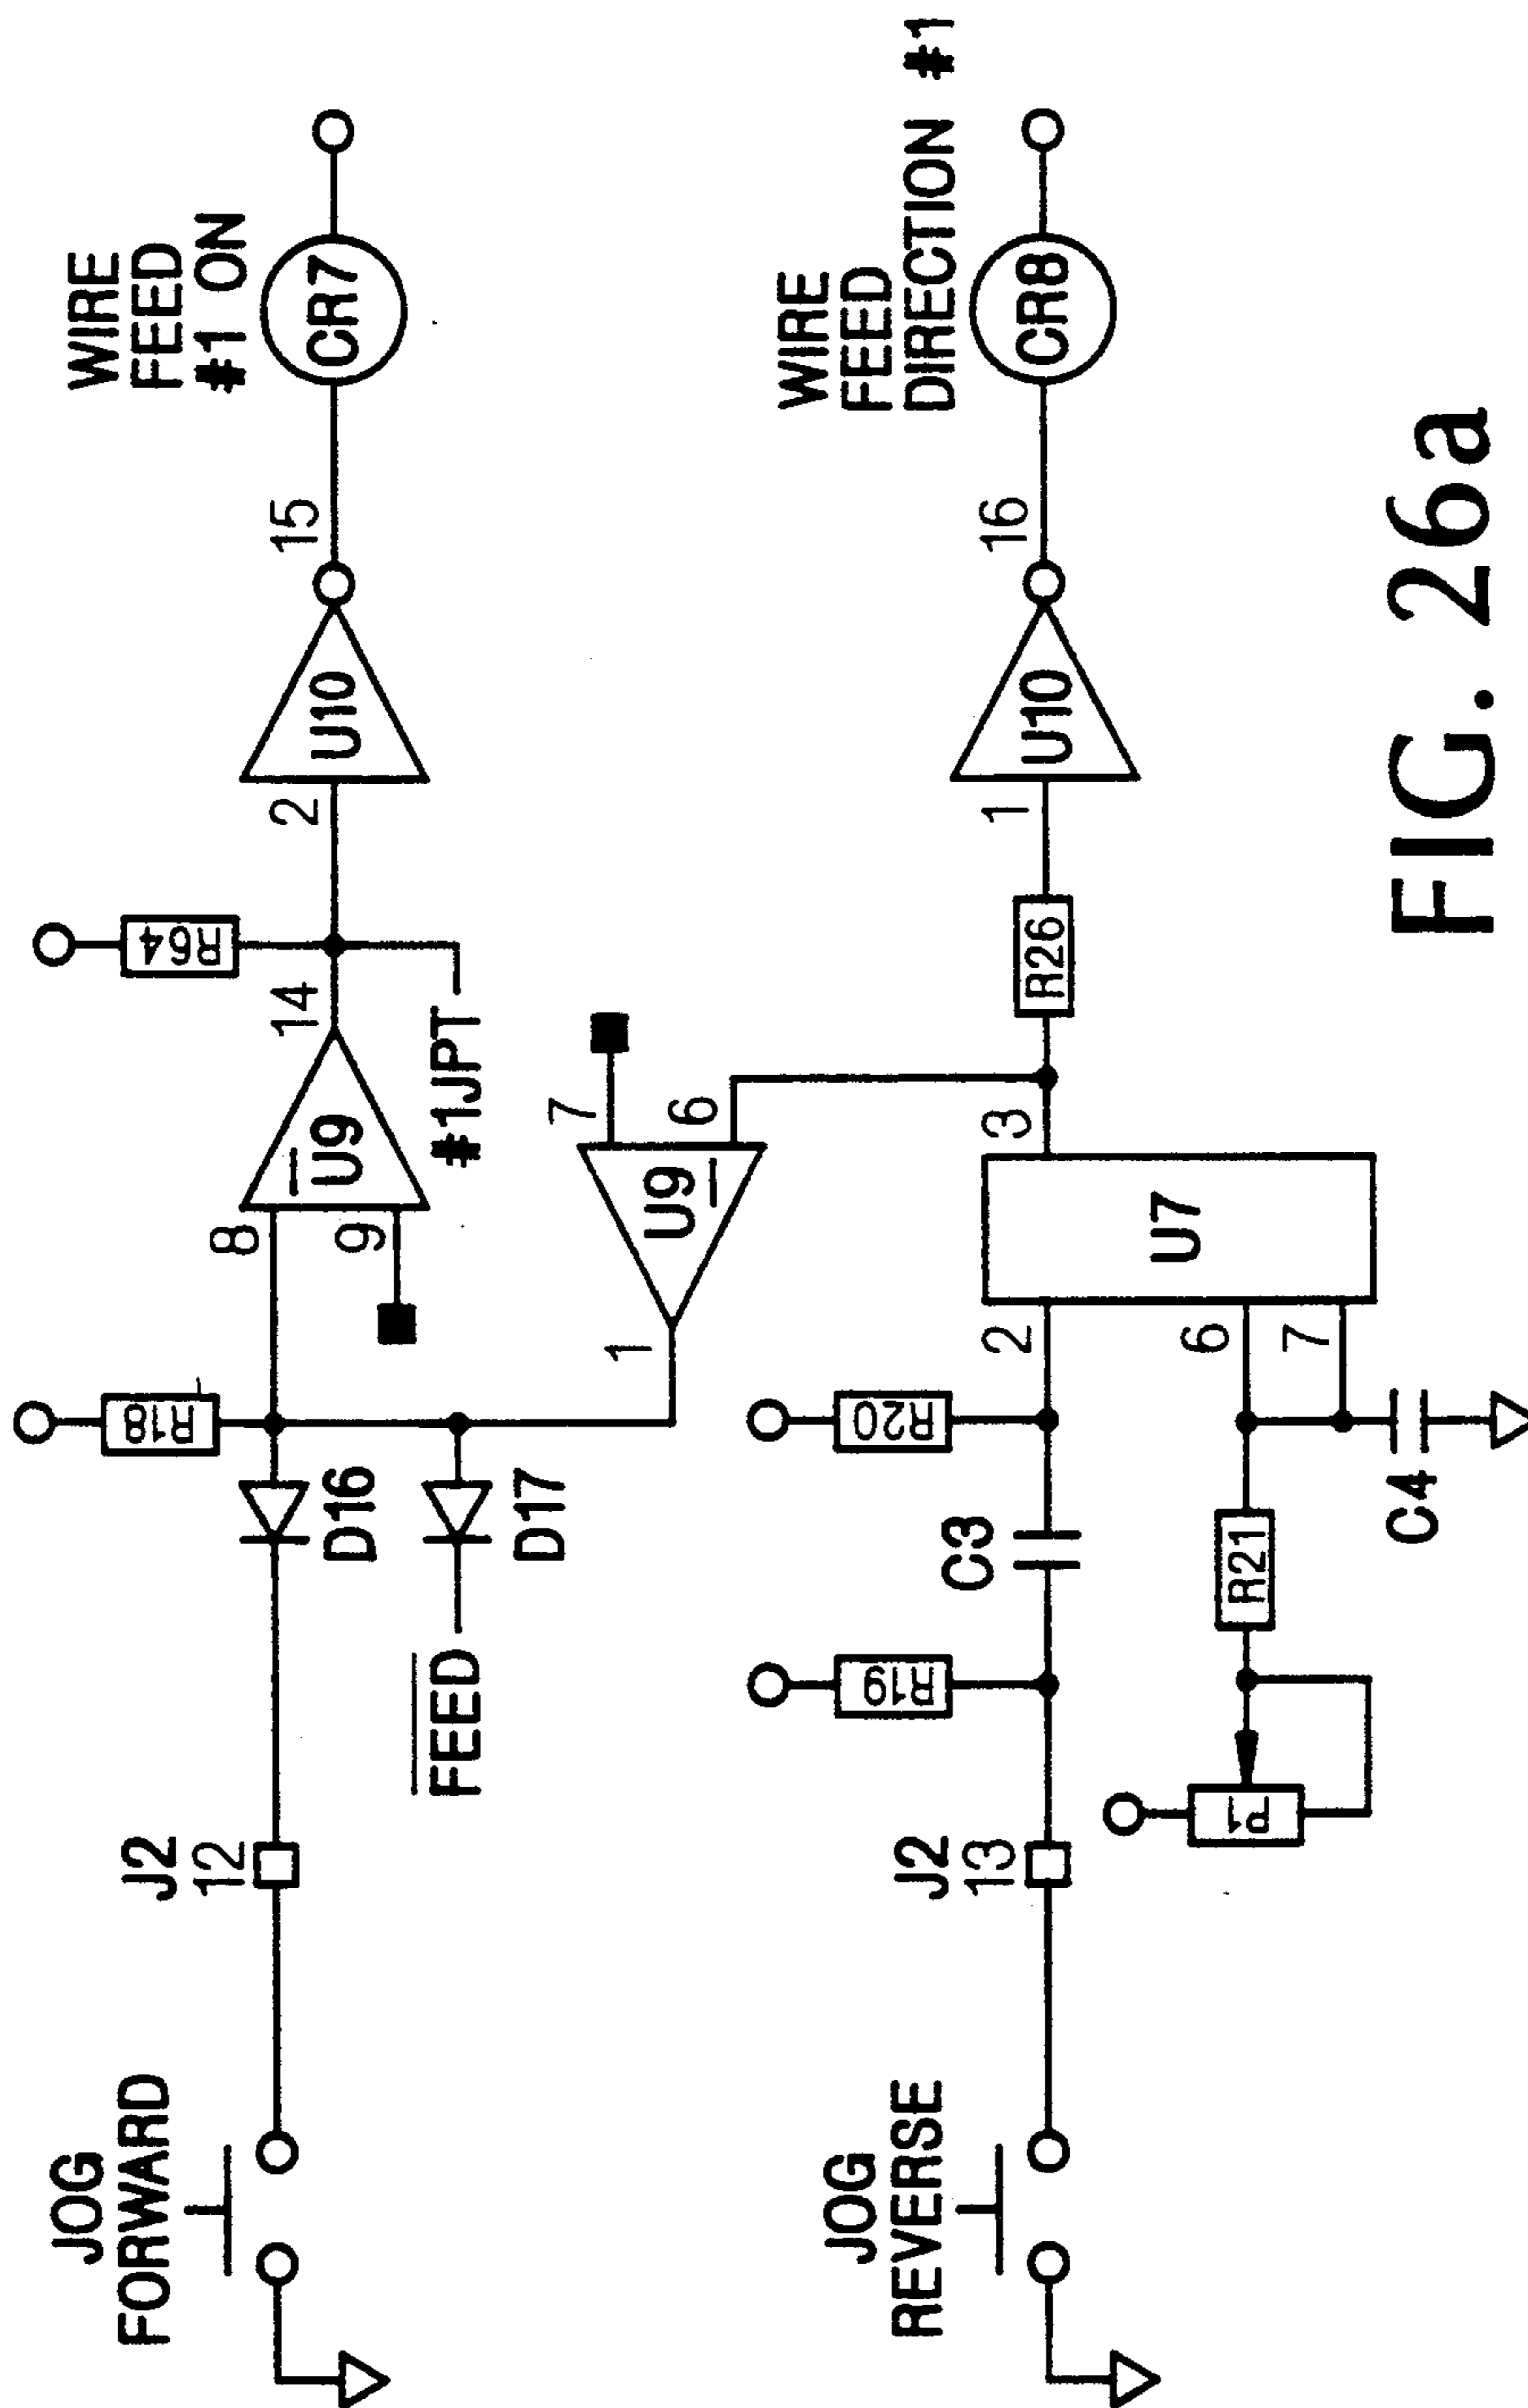 JOG
FORWARD
J2
12
D16
FEED
D17
R18
8
9
U9
14
#1JPT
R64
2
U10
15
WIRE
FEED
#1 ON
CR7
1
U9
7
6
JOG
REVERSE
J2
13
R19
C3
R20
2
6
7
U7
3
P1
R21
C4
R26
1
U10
16
WIRE
FEED
DIRECTION #1
CR8
FIG. 26a